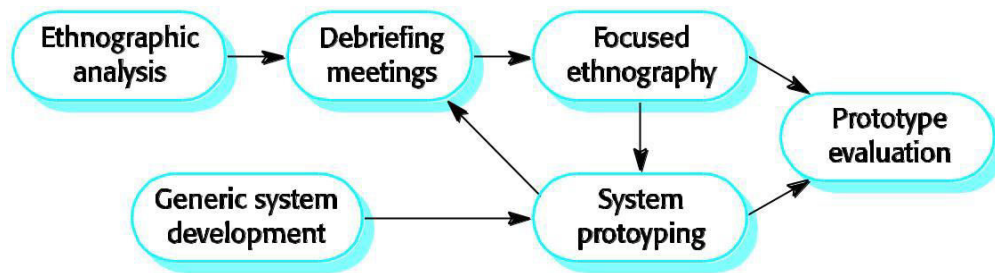 Ethnographic
analysis
Debriefing
meetings
Focused
ethnography
Prototype
evaluation
Generic system
development
System
protoyping